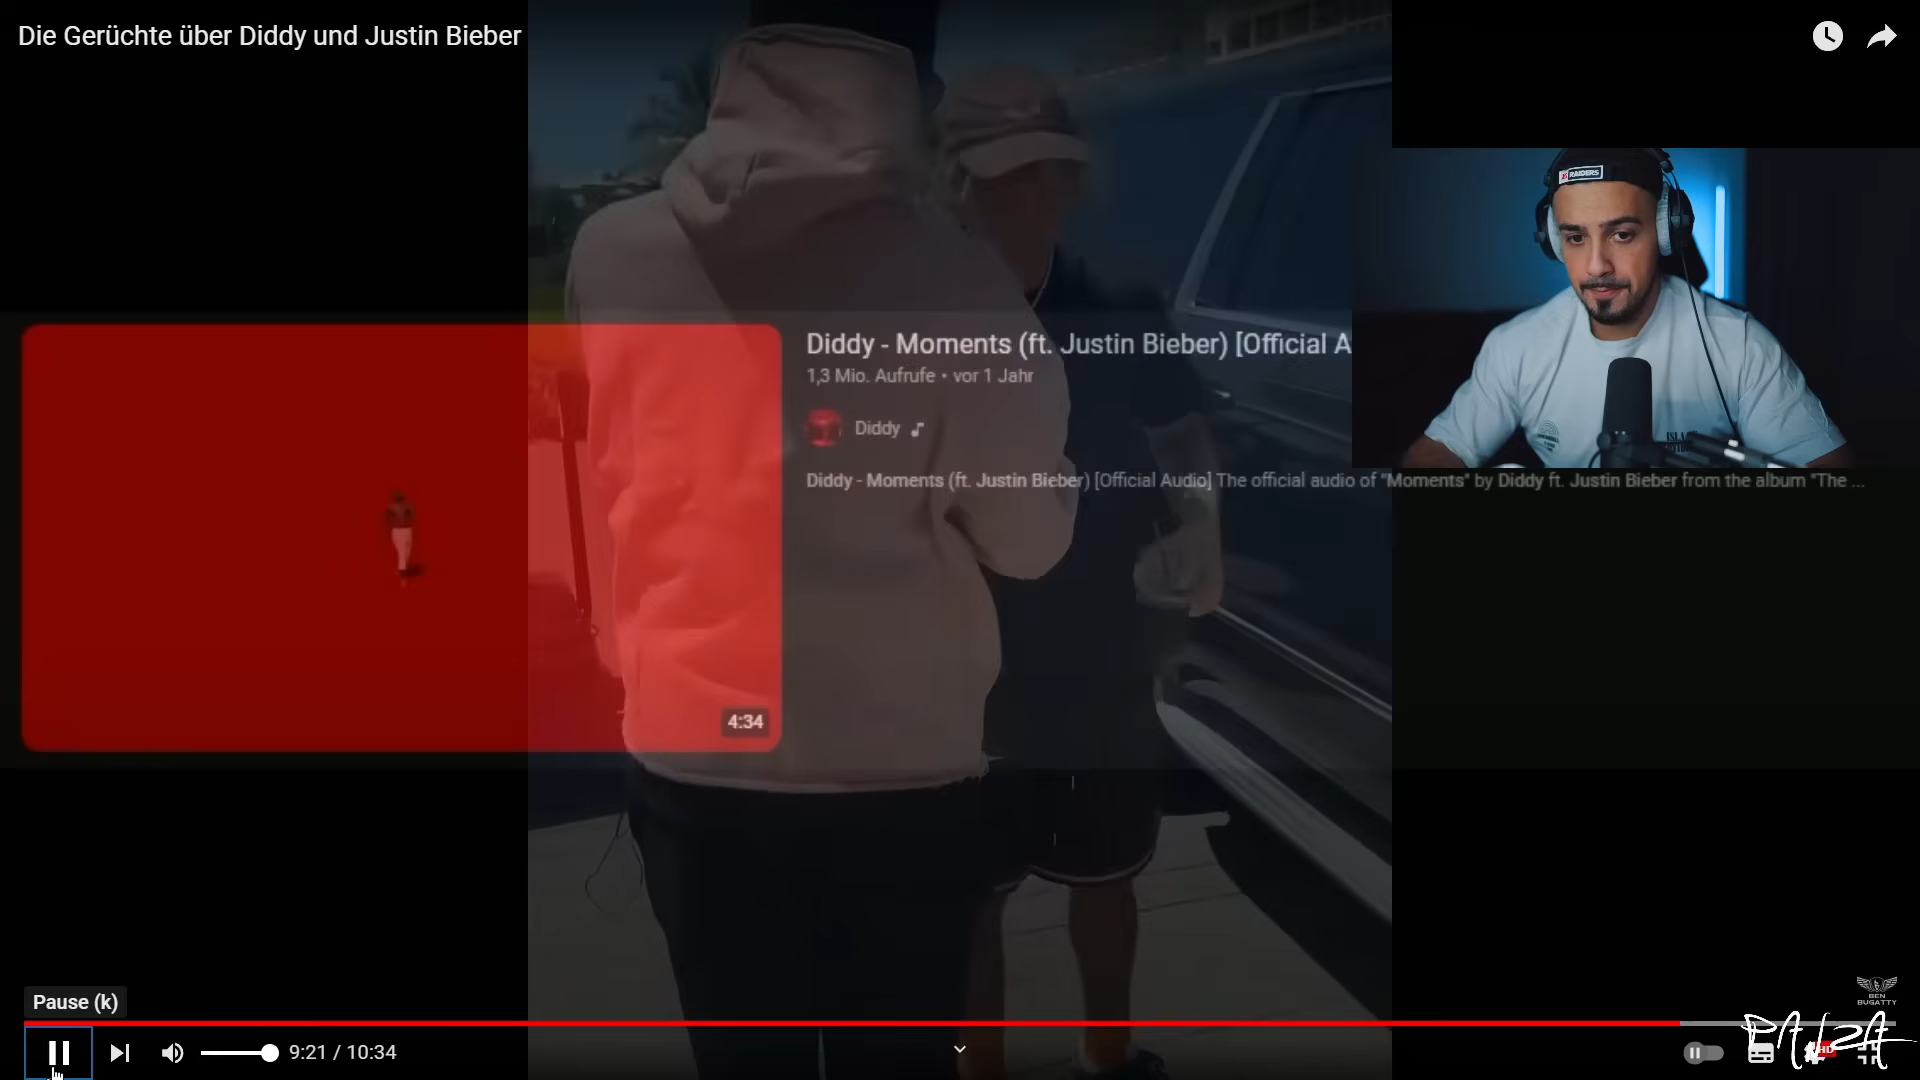 Die Gerüchte über Diddy und Justin Bieber
RAIDERS
Diddy - Moments (ft. Justin Bieber) [Official A
1,3 Mio. Aufrufe • vor 1 Jahr
Diddy
Diddy - Moments (ft. Justin Bieber) [Official Audio] The official audio of "Moments" by Diddy ft. Justin Bieber from the album "The ...
4:34
Pause (k)
BEN
BUGATTY
9:21 / 10:34
HD